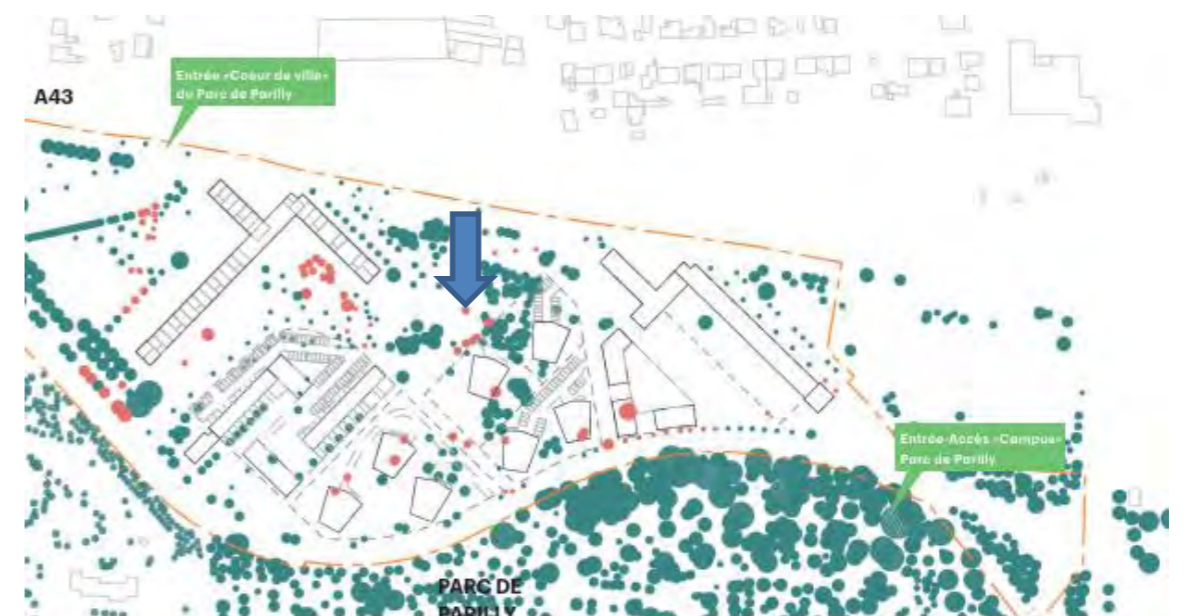 Entrée «Coeur de ville»
du Parc de Parilly
A43
Entrée-Accès «Campus»
Parc de Parilly
PARC DE
PARILLY